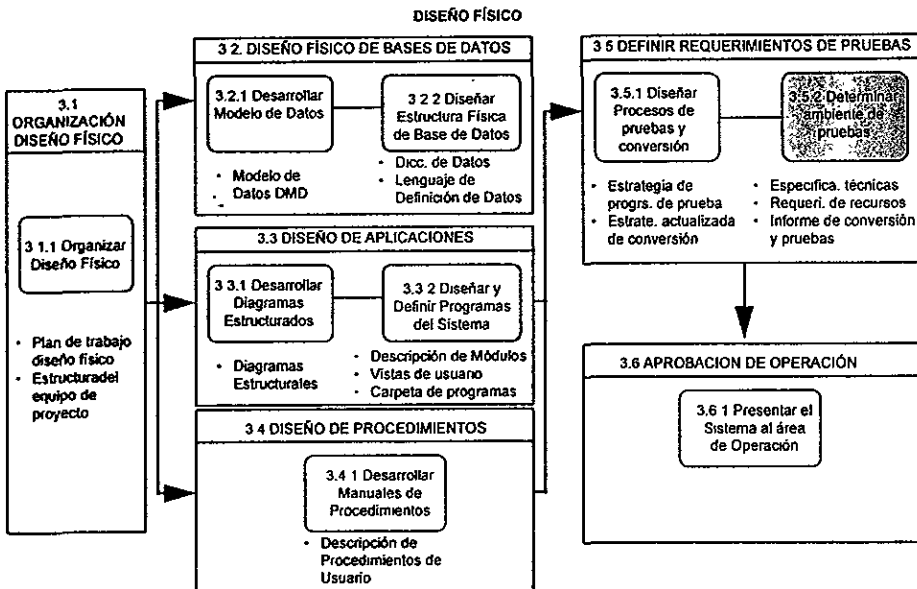 DISEÑO FÍSICO
3.1
ORGANIZACIÓN
DISEÑO FÍSICO
3 1.1 Organizar
Diseño Físico
• Plan de trabajo
diseño físico
• Estructuradel
equipo de
proyecto
3 2. DISEÑO FÍSICO DE BASES DE DATOS
3.2.1 Desarrollar
Modelo de Datos
• Modelo de
Datos DMD
3 2 2 Diseñar
Estructura Física
de Base de Datos
• Dicc. de Datos
• Lenguaje de
Definición de Datos
3.3 DISEÑO DE APLICACIONES
3 3.1 Desarrollar
Diagramas
Estructurados
• Diagramas
Estructurales
3.3 2 Diseñar y
Definir Programas
del Sistema
• Descripción de Módulos
• Vistas de usuario
• Carpeta de programas
3 4 DISEÑO DE PROCEDIMIENTOS
3.4 1 Desarrollar
Manuales de
Procedimientos
• Descripción de
Procedimientos de
Usuario
3 5 DEFINIR REQUERIMIENTOS DE PRUEBAS
3.5.1 Diseñar
Procesos de
pruebas y
conversión
• Estrategia de
progrs. de prueba
• Estrate. actualizada
de conversión
3.5 2 Determinar
ambiente de
pruebas
• Especifica. técnicas
• Requeri. de recursos
• Informe de conversión
y pruebas
3.6 APROBACION DE OPERACIÓN
3.6 1 Presentar el
Sistema al área
de Operación